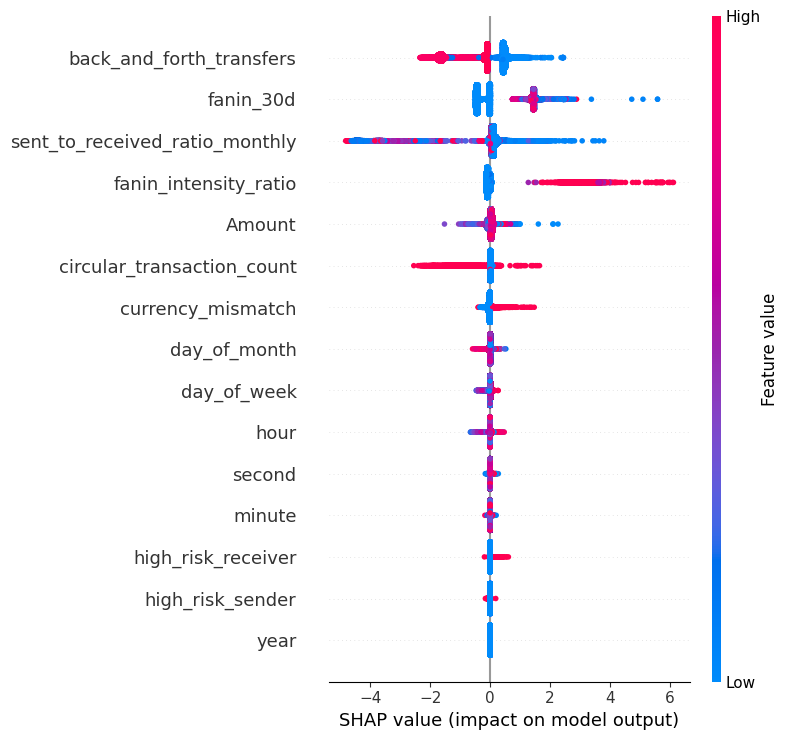 High
back_and_forth_transfers
fanin_30d
sent_to_received_ratio_monthly
fanin_intensity_ratio
Amount
circular_transaction_count
currency_mismatch
day_of_month
day_of_week
hour
second
minute
high_risk_receiver
high_risk_sender
year
Feature value
Low
−4 −2 0 2 4 6
SHAP value (impact on model output)